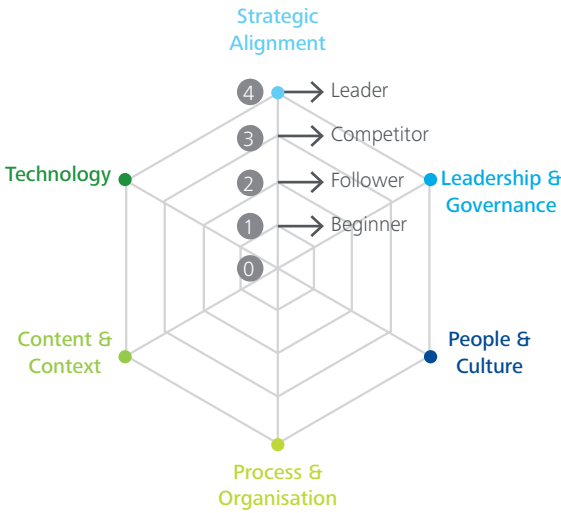 Strategic
Alignment
4 Leader
3 Competitor
Technology
2 Follower
Leadership &
Governance
1 Beginner
0
Content &
Context
People &
Culture
Process &
Organisation